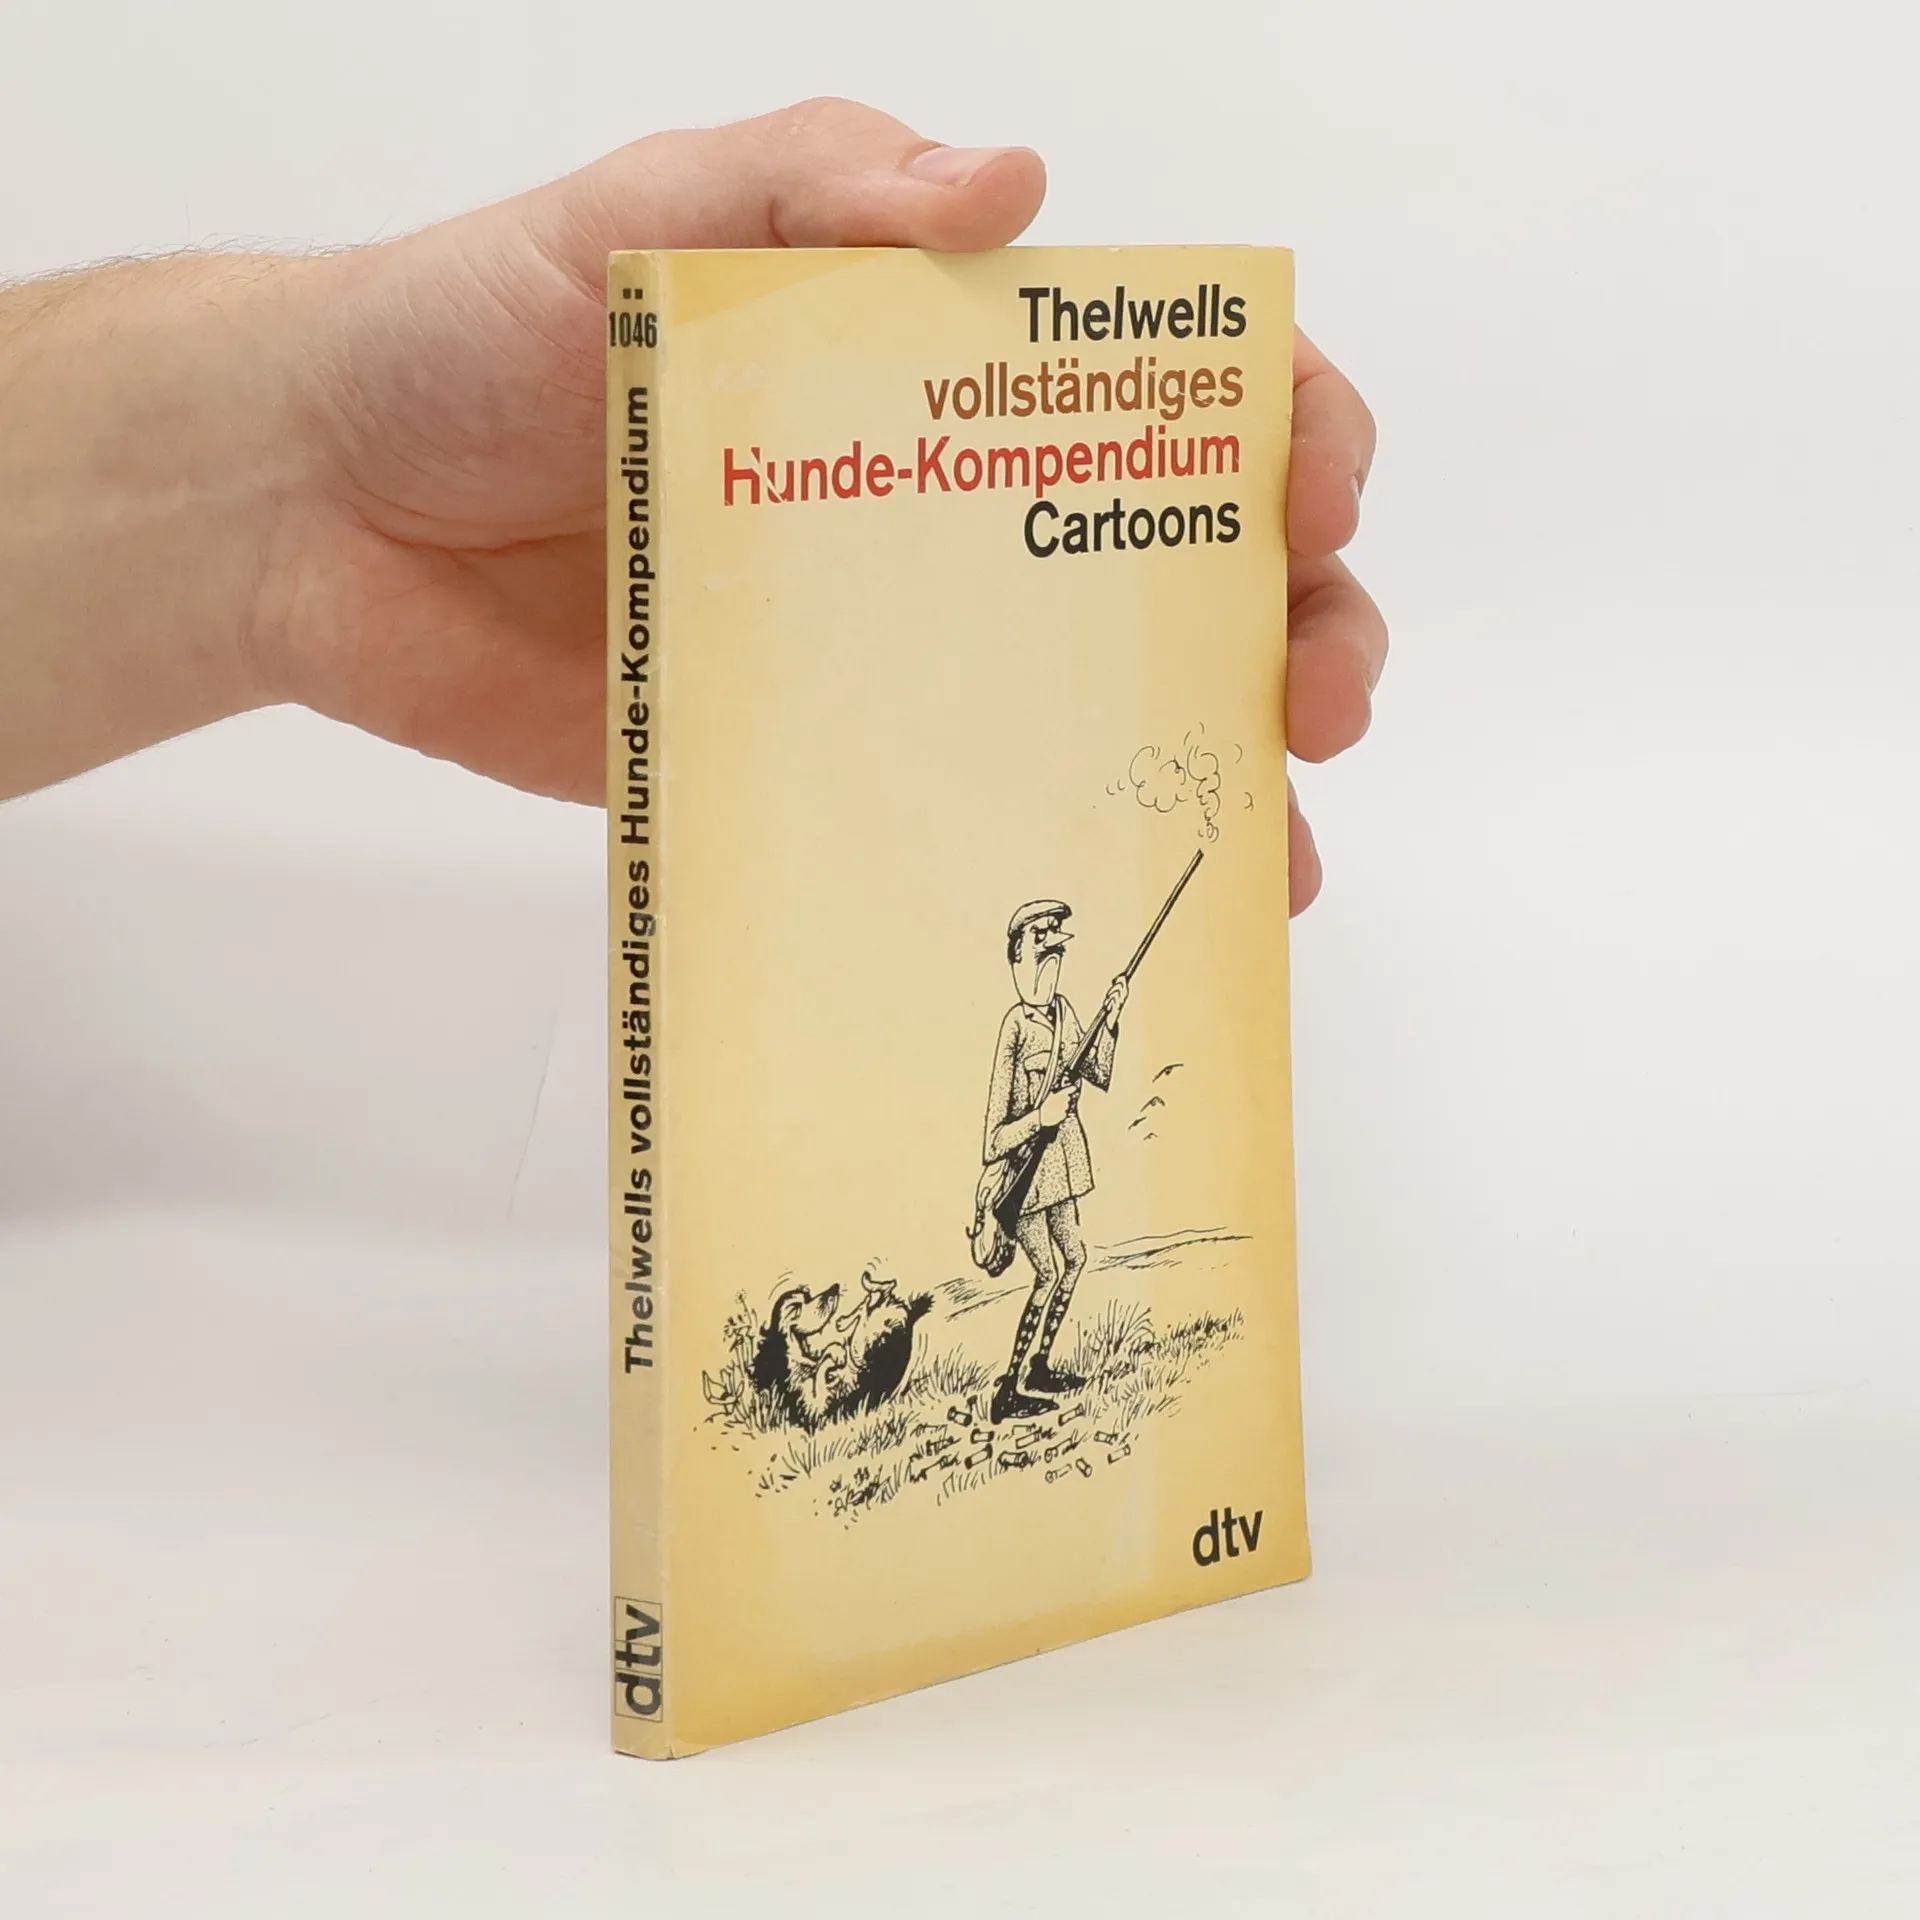 Thelwells
vollständiges
Hunde-Kompendium
Cartoons
dtv
1046
Thelwells vollständiges Hunde-Kompendium
dtv